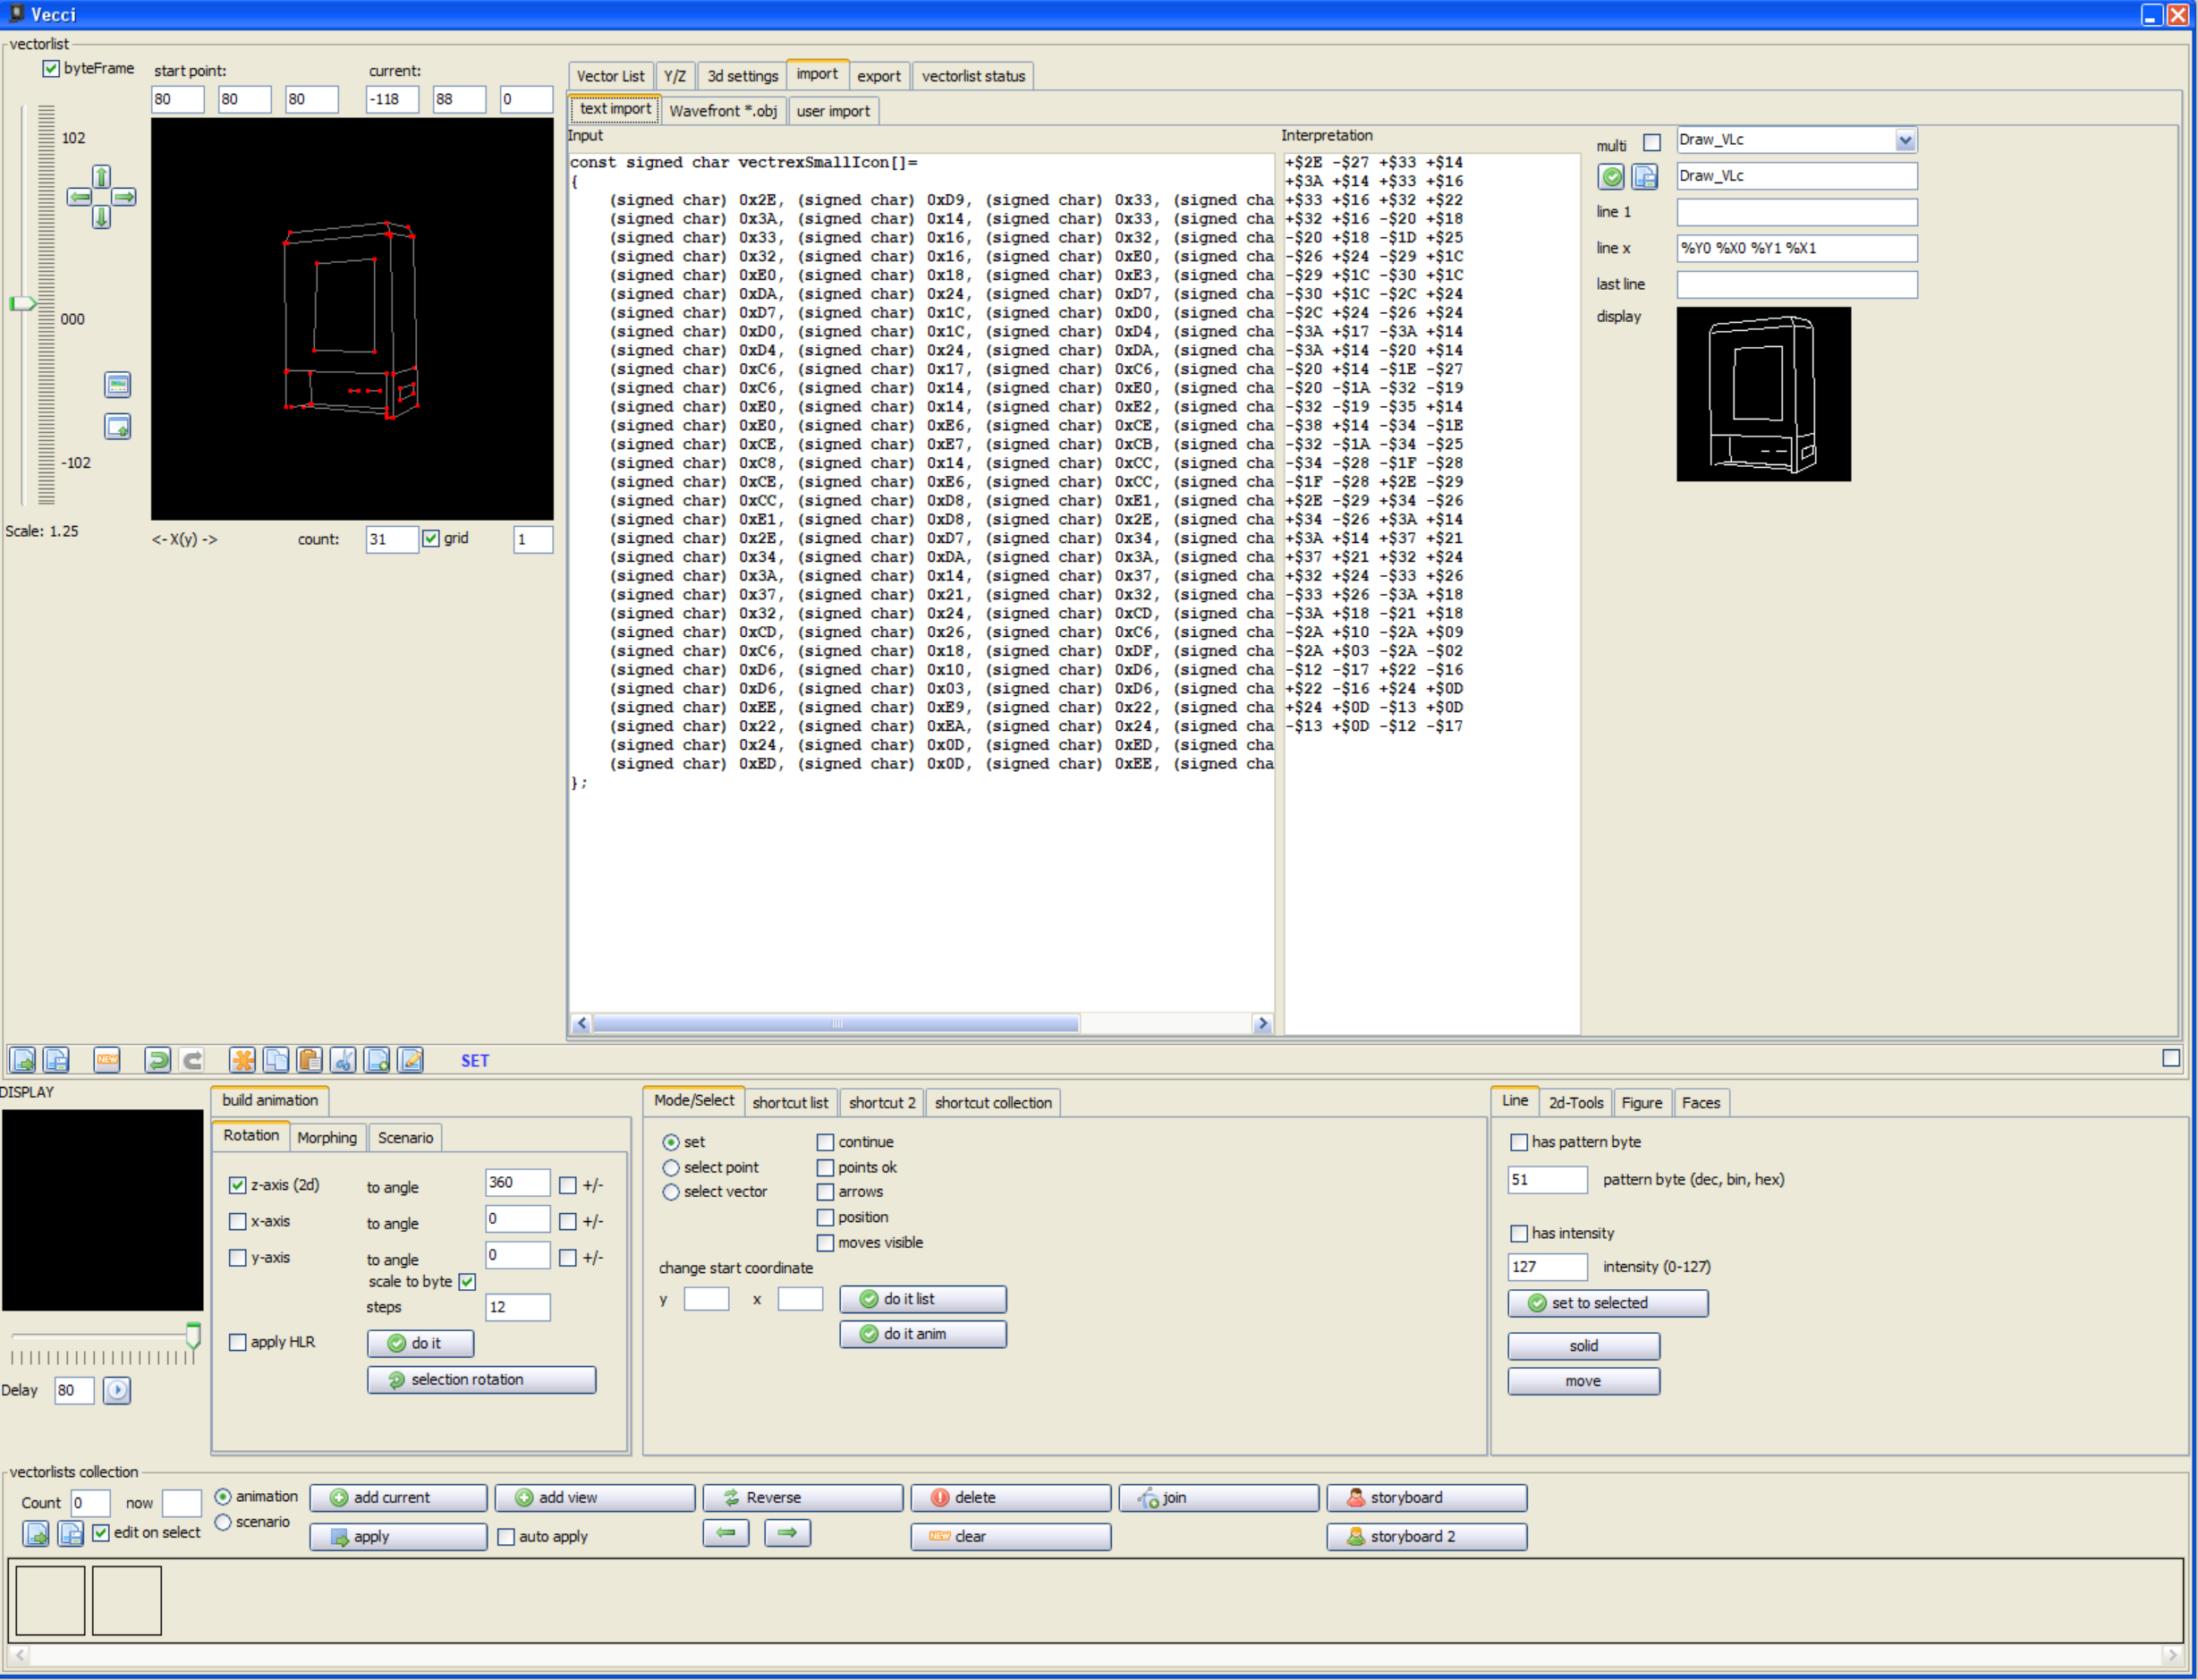 Vecci
vectorlist
byteFrame
start point:
current:
80 80 80 -118 88 0
102
000
-102
Scale: 1.25
<- X(y) ->
count: 31 grid 1
Vector List Y/Z 3d settings import export vectorlist status
text import Wavefront *.obj user import
Input
const signed char vectrexSmallIcon[]=
{
(signed char) 0x2E, (signed char) 0xD9, (signed char) 0x33, (signed cha
(signed char) 0x3A, (signed char) 0x14, (signed char) 0x33, (signed cha
(signed char) 0x33, (signed char) 0x16, (signed char) 0x32, (signed cha
(signed char) 0x32, (signed char) 0x16, (signed char) 0xE0, (signed cha
(signed char) 0xE0, (signed char) 0x18, (signed char) 0xE3, (signed cha
(signed char) 0xDA, (signed char) 0x24, (signed char) 0xD7, (signed cha
(signed char) 0xD7, (signed char) 0x1C, (signed char) 0xD0, (signed cha
(signed char) 0xD0, (signed char) 0x1C, (signed char) 0xD4, (signed cha
(signed char) 0xD4, (signed char) 0x24, (signed char) 0xDA, (signed cha
(signed char) 0xC6, (signed char) 0x17, (signed char) 0xC6, (signed cha
(signed char) 0xC6, (signed char) 0x14, (signed char) 0xE0, (signed cha
(signed char) 0xE0, (signed char) 0x14, (signed char) 0xE2, (signed cha
(signed char) 0xE0, (signed char) 0xE6, (signed char) 0xCE, (signed cha
(signed char) 0xCE, (signed char) 0xE7, (signed char) 0xCB, (signed cha
(signed char) 0xC8, (signed char) 0x14, (signed char) 0xCC, (signed cha
(signed char) 0xCE, (signed char) 0xE6, (signed char) 0xCC, (signed cha
(signed char) 0xCC, (signed char) 0xD8, (signed char) 0xE1, (signed cha
(signed char) 0xE1, (signed char) 0xD8, (signed char) 0x2E, (signed cha
(signed char) 0x2E, (signed char) 0xD7, (signed char) 0x34, (signed cha
(signed char) 0x34, (signed char) 0xDA, (signed char) 0x3A, (signed cha
(signed char) 0x3A, (signed char) 0x14, (signed char) 0x37, (signed cha
(signed char) 0x37, (signed char) 0x21, (signed char) 0x32, (signed cha
(signed char) 0x32, (signed char) 0x24, (signed char) 0xCD, (signed cha
(signed char) 0xCD, (signed char) 0x26, (signed char) 0xC6, (signed cha
(signed char) 0xC6, (signed char) 0x18, (signed char) 0xDF, (signed cha
(signed char) 0xD6, (signed char) 0x10, (signed char) 0xD6, (signed cha
(signed char) 0xD6, (signed char) 0x03, (signed char) 0xD6, (signed cha
(signed char) 0xEE, (signed char) 0xE9, (signed char) 0x22, (signed cha
(signed char) 0x22, (signed char) 0xEA, (signed char) 0x24, (signed cha
(signed char) 0x24, (signed char) 0x0D, (signed char) 0xED, (signed cha
(signed char) 0xED, (signed char) 0x0D, (signed char) 0xEE, (signed cha
};
Interpretation
+$2E -$27 +$33 +$14
+$3A +$14 +$33 +$16
+$33 +$16 +$32 +$22
+$32 +$16 -$20 +$18
-$20 +$18 -$1D +$25
-$26 +$24 -$29 +$1C
-$29 +$1C -$30 +$1C
-$30 +$1C -$2C +$24
-$2C +$24 -$26 +$24
-$3A +$17 -$3A +$14
-$3A +$14 -$20 +$14
-$20 +$14 -$1E -$27
-$20 -$1A -$32 -$19
-$32 -$19 -$35 +$14
-$38 +$14 -$34 -$1E
-$32 -$1A -$34 -$25
-$34 -$28 -$1F -$28
-$1F -$28 +$2E -$29
+$2E -$29 +$34 -$26
+$34 -$26 +$3A +$14
+$3A +$14 +$37 +$21
+$37 +$21 +$32 +$24
+$32 +$24 -$33 +$26
-$33 +$26 -$3A +$18
-$3A +$18 -$21 +$18
-$2A +$10 -$2A +$09
-$2A +$03 -$2A -$02
-$12 -$17 +$22 -$16
+$22 -$16 +$24 +$0D
+$24 +$0D -$13 +$0D
-$13 +$0D -$12 -$17
multi Draw_VLc
Draw_VLc
line 1
line x %Y0 %X0 %Y1 %X1
last line
display
NEW
SET
DISPLAY
Delay 80
build animation
Rotation Morphing Scenario
z-axis (2d) to angle 360 +/-
x-axis to angle 0 +/-
y-axis to angle 0 +/-
scale to byte
steps 12
apply HLR do it
selection rotation
Mode/Select shortcut list shortcut 2 shortcut collection
set continue
select point points ok
select vector arrows
position
moves visible
change start coordinate
y x do it list
do it anim
Line 2d-Tools Figure Faces
has pattern byte
51 pattern byte (dec, bin, hex)
has intensity
127 intensity (0-127)
set to selected
solid
move
vectorlists collection
Count 0 now animation add current add view Reverse delete join storyboard
edit on select scenario apply auto apply NEW clear storyboard 2